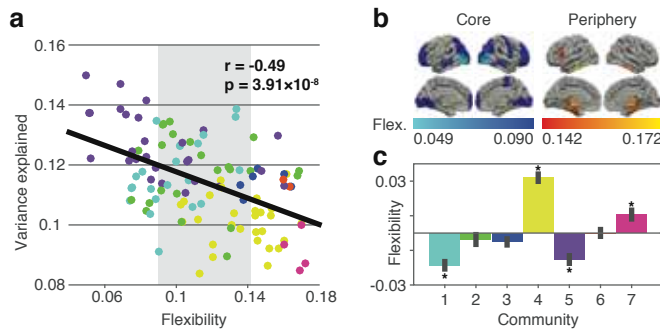 a
0.16
0.14
0.12
0.1
0.08
Variance explained
r = -0.49
p = 3.91×10⁻⁸
0.06
0.1
0.14
0.18
Flexibility
b
Core
Periphery
Flex.
0.049
0.090
0.142
0.172
c
0.03
-0.03
Flexibility
*
*
*
*
1 2 3 4 5 6 7
Community